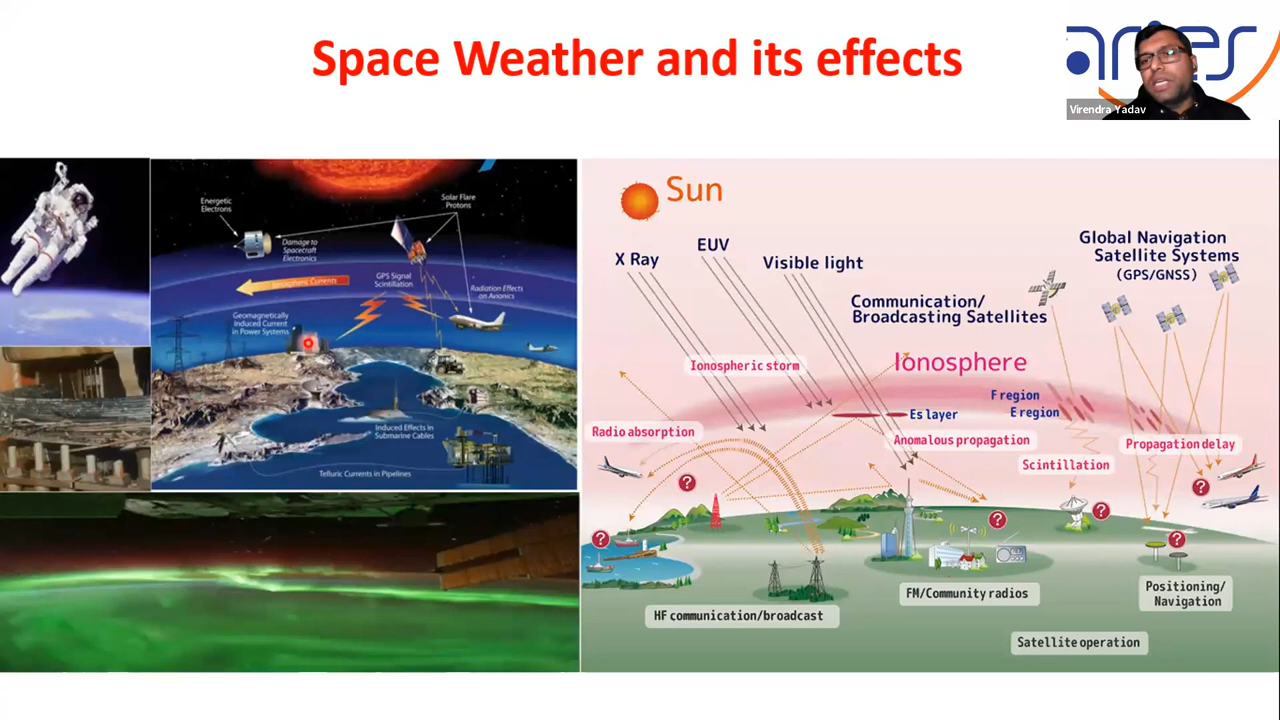 Space Weather and its effects
aries
Virendra Yadav
Energetic
Electrons
Solar Flare
Protons
Damage to
Spacecraft
Electronics
Ionospheric Currents
GPS Signal
Scintillation
Radiation Effects
on Avionics
Geomagnetically
Induced Current
in Power Systems
Induced Effects in
Submarine Cables
Telluric Currents in Pipelines
Sun
X Ray
EUV
Visible light
Global Navigation
Satellite Systems
(GPS/GNSS)
Communication/
Broadcasting Satellites
Ionospheric storm
Ionosphere
F region
E region
Es layer
Radio absorption
Anomalous propagation
Propagation delay
Scintillation
?
?
?
?
?
?
HF communication/broadcast
FM/Community radios
Positioning/
Navigation
Satellite operation